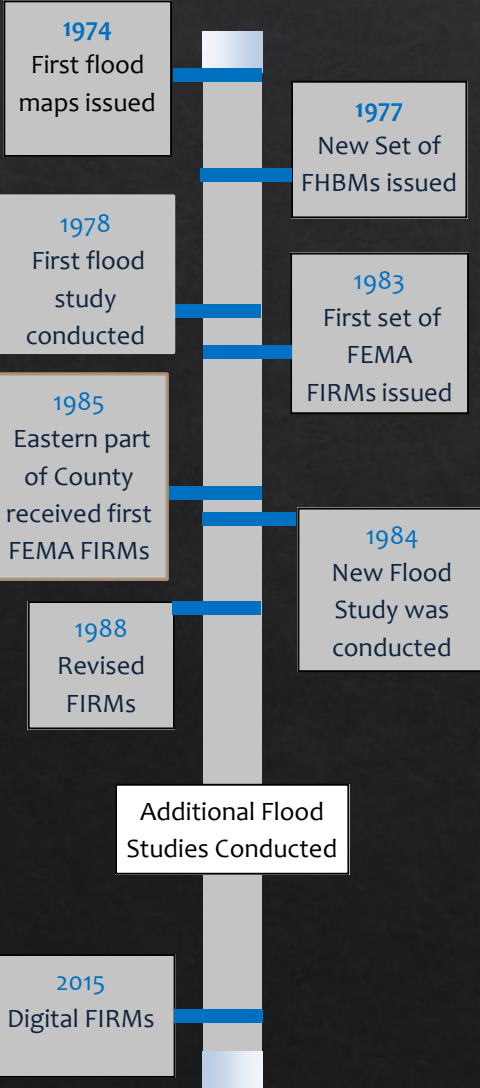 1974
First flood
maps issued
1977
New Set of
FHBMs issued
1978
First flood
study
conducted
1983
First set of
FEMA
FIRMs issued
1985
Eastern part
of County
received first
FEMA FIRMs
1984
New Flood
Study was
conducted
1988
Revised
FIRMs
Additional Flood
Studies Conducted
2015
Digital FIRMs